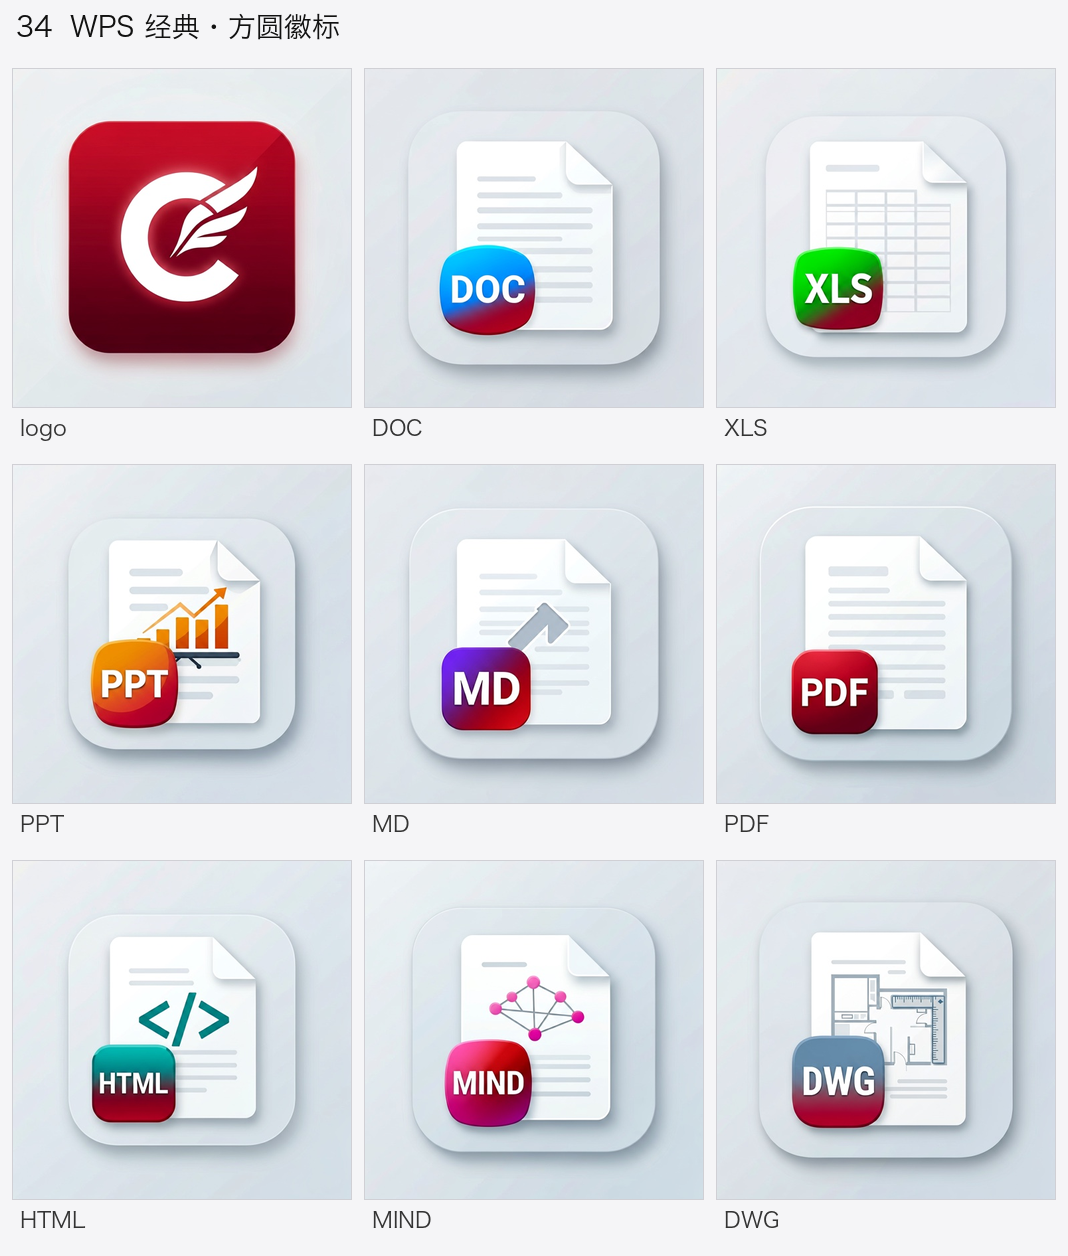 34 WPS 经典·方圆徽标
DOC
XLS
logo
DOC
XLS
PPT
MD
PDF
PPT
MD
PDF
</>
HTML
MIND
DWG
HTML
MIND
DWG